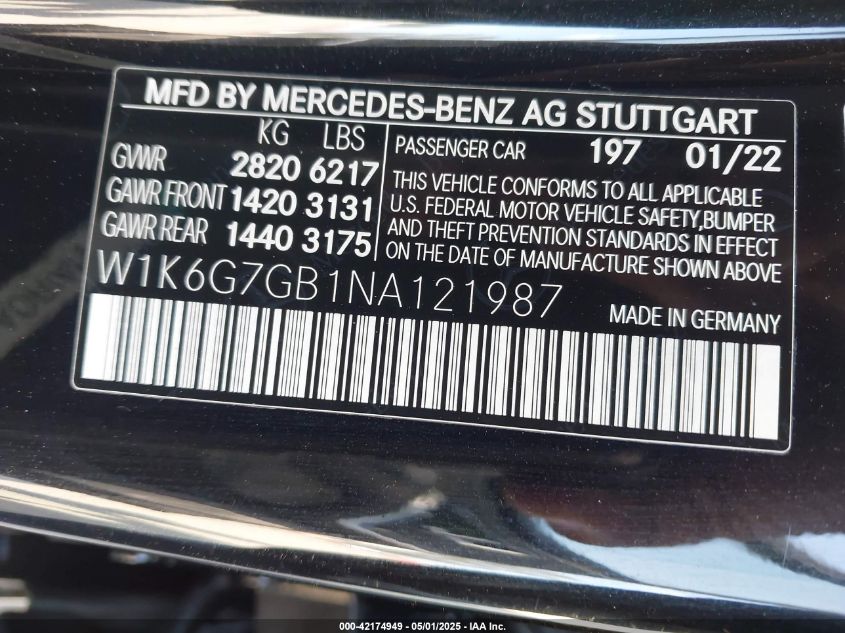 MFD BY MERCEDES-BENZ AG STUTTGART
KG LBS
GVWR 2820 6217
GAWR FRONT 1420 3131
GAWR REAR 1440 3175
PASSENGER CAR 197 01/22
THIS VEHICLE CONFORMS TO ALL APPLICABLE
U.S. FEDERAL MOTOR VEHICLE SAFETY,BUMPER
AND THEFT PREVENTION STANDARDS IN EFFECT
ON THE DATE OF MANUFACTURE SHOWN ABOVE.
W1K6G7GB1NA121987
MADE IN GERMANY
000-42174949 - 05/01/2025 - IAA Inc.